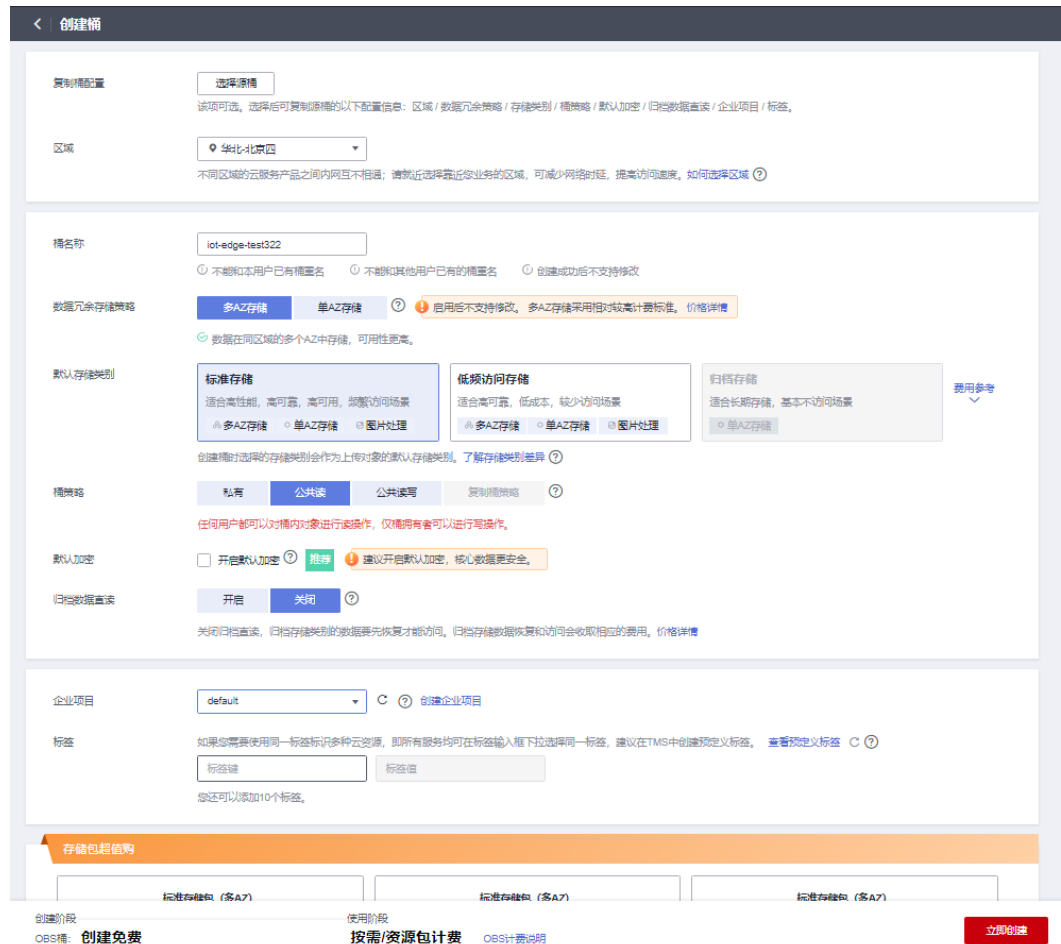 创建桶
复制桶配置
选择源桶
该项可选。选择后可复制源桶的以下配置信息：区域 / 数据冗余策略 / 存储类别 / 桶策略 / 默认加密 / 归档数据直读 / 企业项目 / 标签。
区域
华北-北京四
不同区域的云服务产品之间内网互不相通；请就近选择靠近您业务的区域，可减少网络时延，提高访问速度。如何选择区域
桶名称
iot-edge-test322
不能和本用户已有桶重名 不能和其他用户已有的桶重名 创建成功后不支持修改
数据冗余存储策略
多AZ存储 单AZ存储 启用后不支持修改。多AZ存储采用相对较高计费标准。价格详情
数据在同区域的多个AZ中存储，可用性更高。
默认存储类别
标准存储
适合高性能，高可靠，高可用，频繁访问场景
多AZ存储 单AZ存储 图片处理
低频访问存储
适合高可靠，低成本，较少访问场景
多AZ存储 单AZ存储 图片处理
归档存储
适合长期存储，基本不访问场景
单AZ存储
费用参考
创建桶时选择的存储类别会作为上传对象的默认存储类别。了解存储类别差异
桶策略
私有 公共读 公共读写 复制桶策略
任何用户都可以对桶内对象进行读操作，仅桶拥有者可以进行写操作。
默认加密
开启默认加密 推荐 建议开启默认加密，核心数据更安全。
归档数据直读
开启 关闭
关闭归档直读，归档存储类别的数据要先恢复才能访问。归档存储数据恢复和访问会收取相应的费用。价格详情
企业项目
default 创建企业项目
标签
如果您需要使用同一标签标识多种云资源，即所有服务均可在标签输入框下拉选择同一标签，建议在TMS中创建预定义标签。 查看预定义标签
标签键 标签值
您还可以添加10个标签。
存储包超值购
标准存储包（多AZ） 标准存储包（多AZ） 标准存储包（多AZ）
创建阶段 使用阶段
OBS桶: 创建免费 按需/资源包计费 OBS计费说明
立即创建